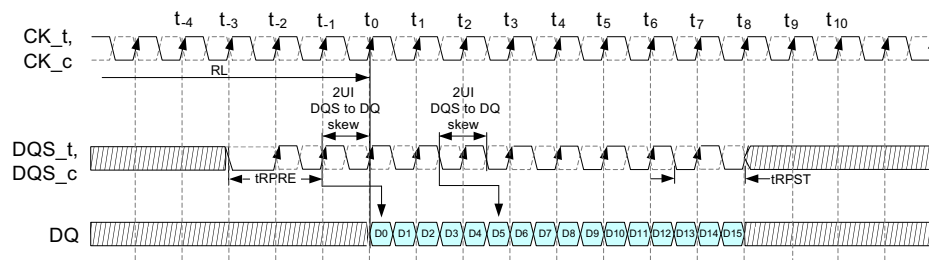 t-4 t-3 t-2 t-1 t0 t1 t2 t3 t4 t5 t6 t7 t8 t9 t10
CK_t,
CK_c
RL
2UI
DQS to DQ
skew
2UI
DQS to DQ
skew
DQS_t,
DQS_c
tRPRE
tRPST
DQ
D0 D1 D2 D3 D4 D5 D6 D7 D8 D9 D10 D11 D12 D13 D14 D15